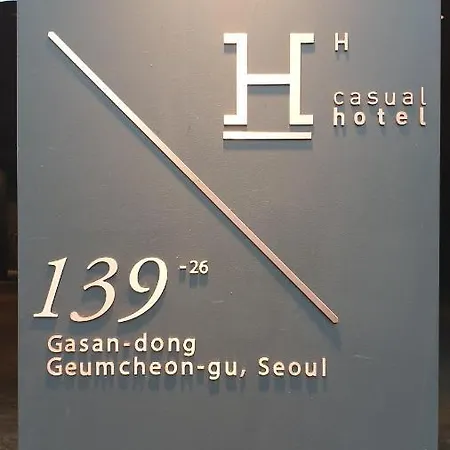 H
H
casual
hotel
139-26
Gasan-dong
Geumcheon-gu, Seoul